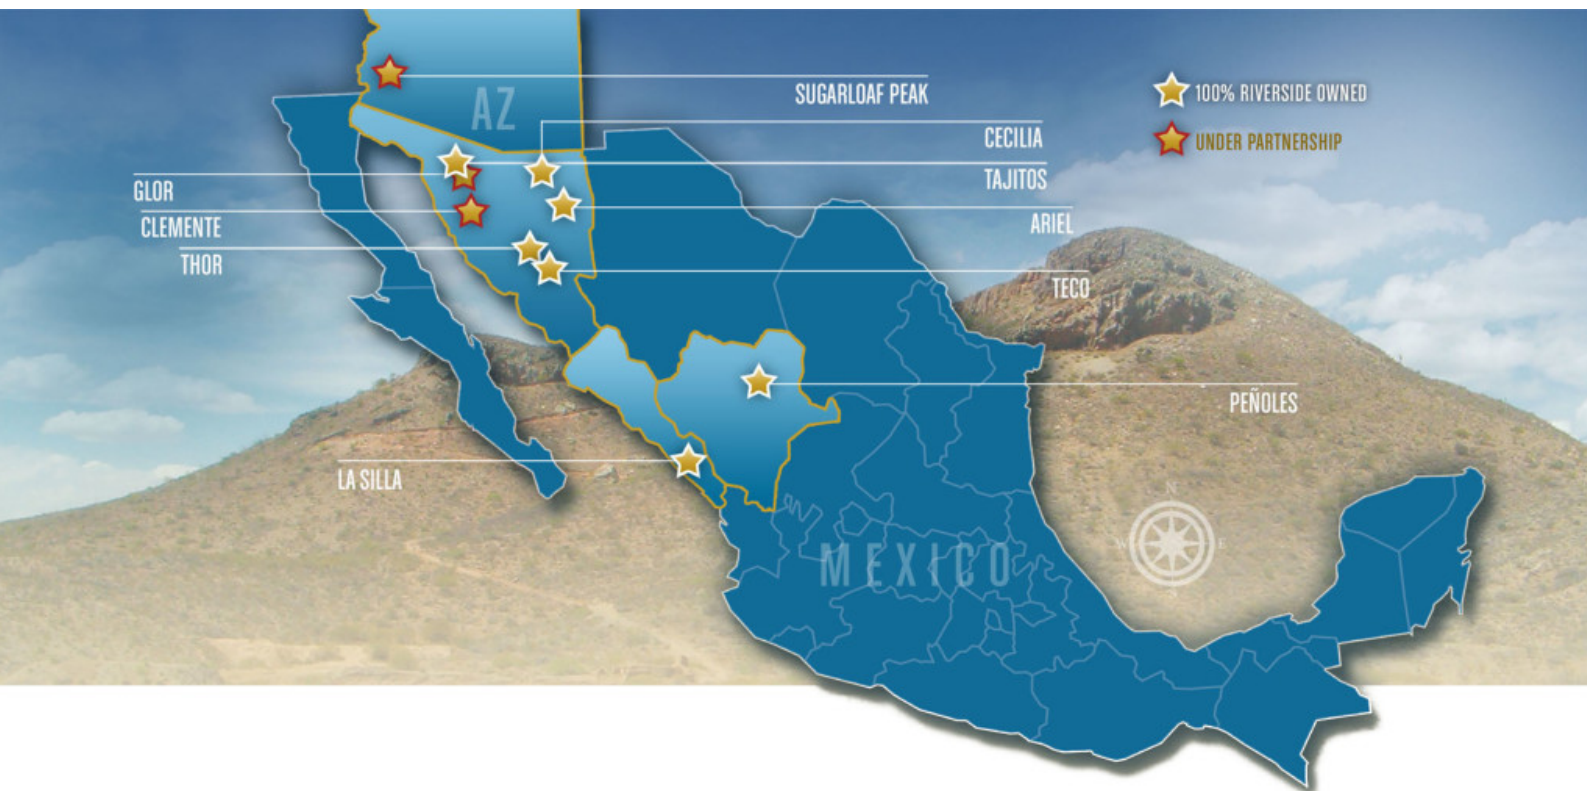 AZ
SUGARLOAF PEAK
100% RIVERSIDE OWNED
CECILIA
UNDER PARTNERSHIP
TAJITOS
GLOR
CLEMENTE
ARIEL
THOR
TECO
PEÑOLES
LA SILLA
N
W E
MEXICO